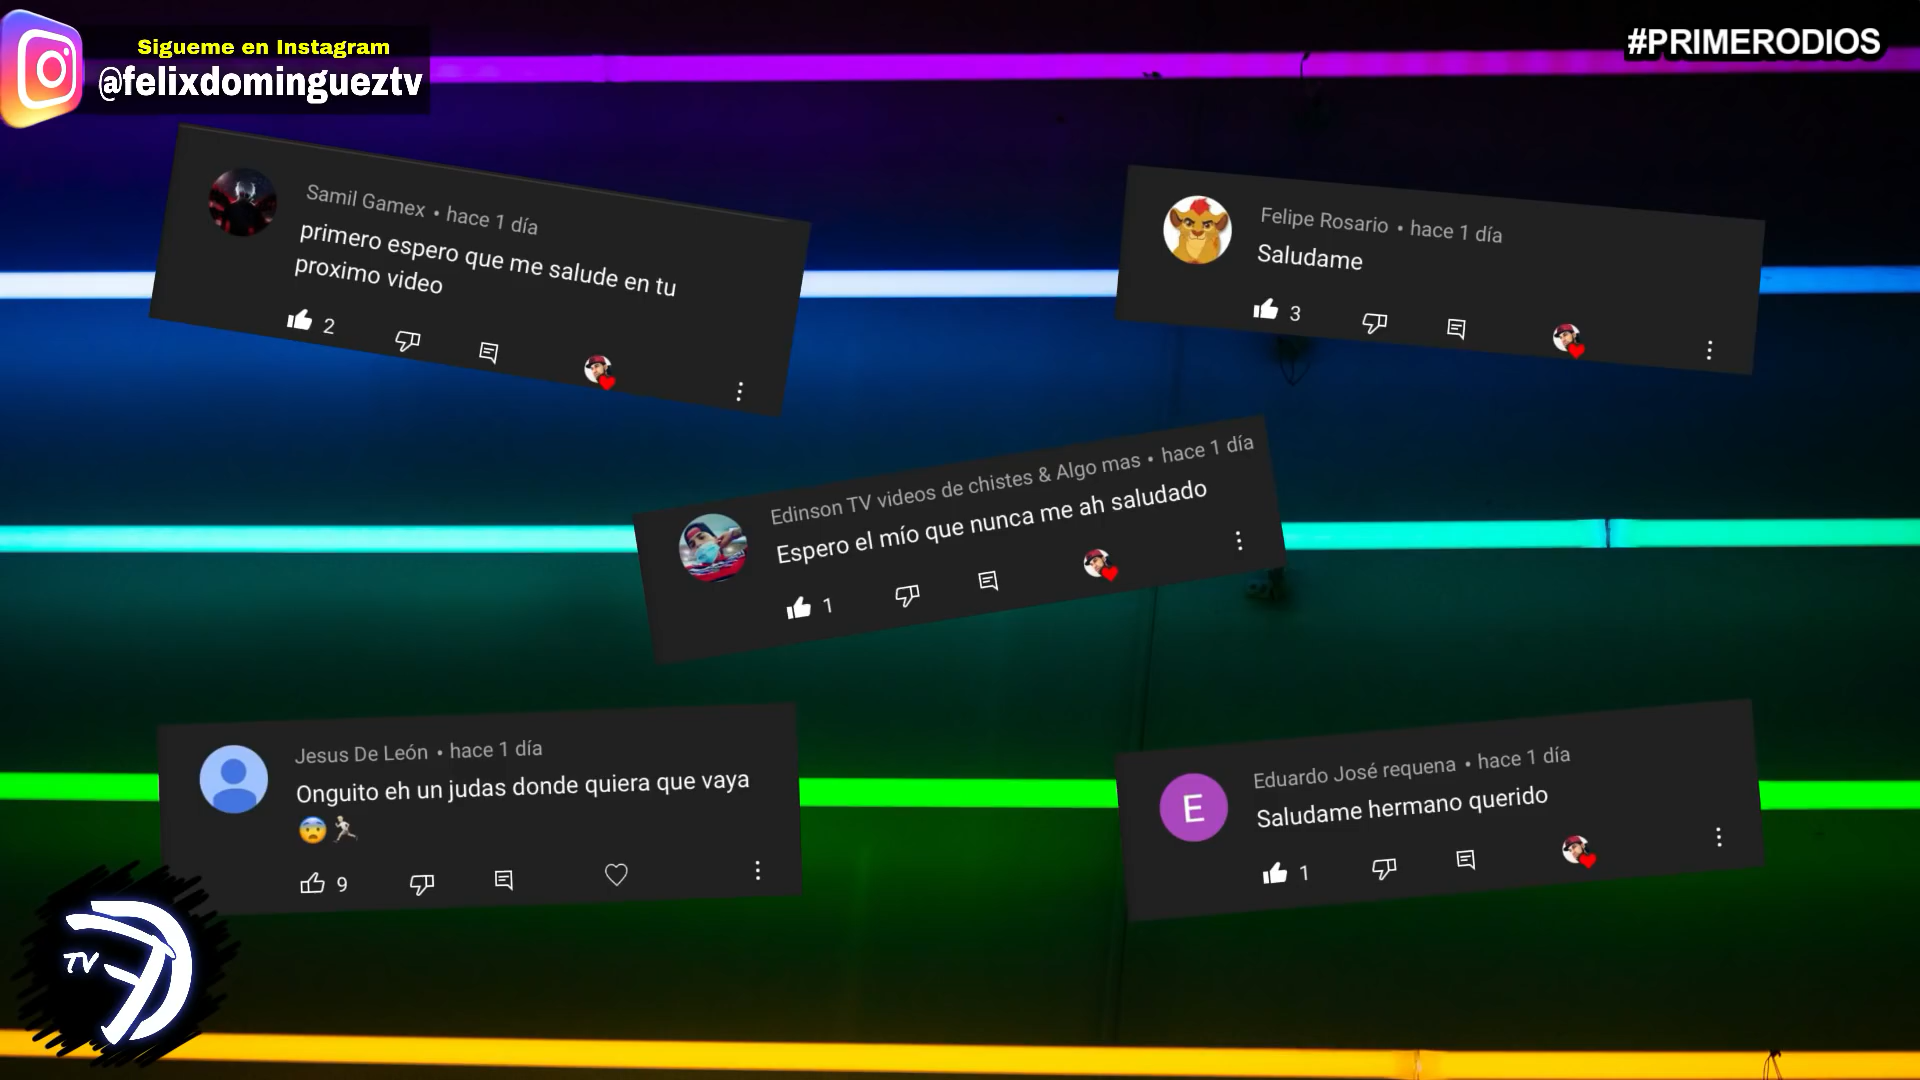 Sigueme en Instagram
@felixdomingueztv
#PRIMERODIOS
Samil Gamex • hace 1 día
primero espero que me salude en tu
proximo video
2
Felipe Rosario • hace 1 día
Saludame
3
Edinson TV videos de chistes & Algo mas • hace 1 día
Espero el mío que nunca me ah saludado
1
Jesus De León • hace 1 día
Onguito eh un judas donde quiera que vaya
😨🏃
9
E
Eduardo José requena • hace 1 día
Saludame hermano querido
1
TV